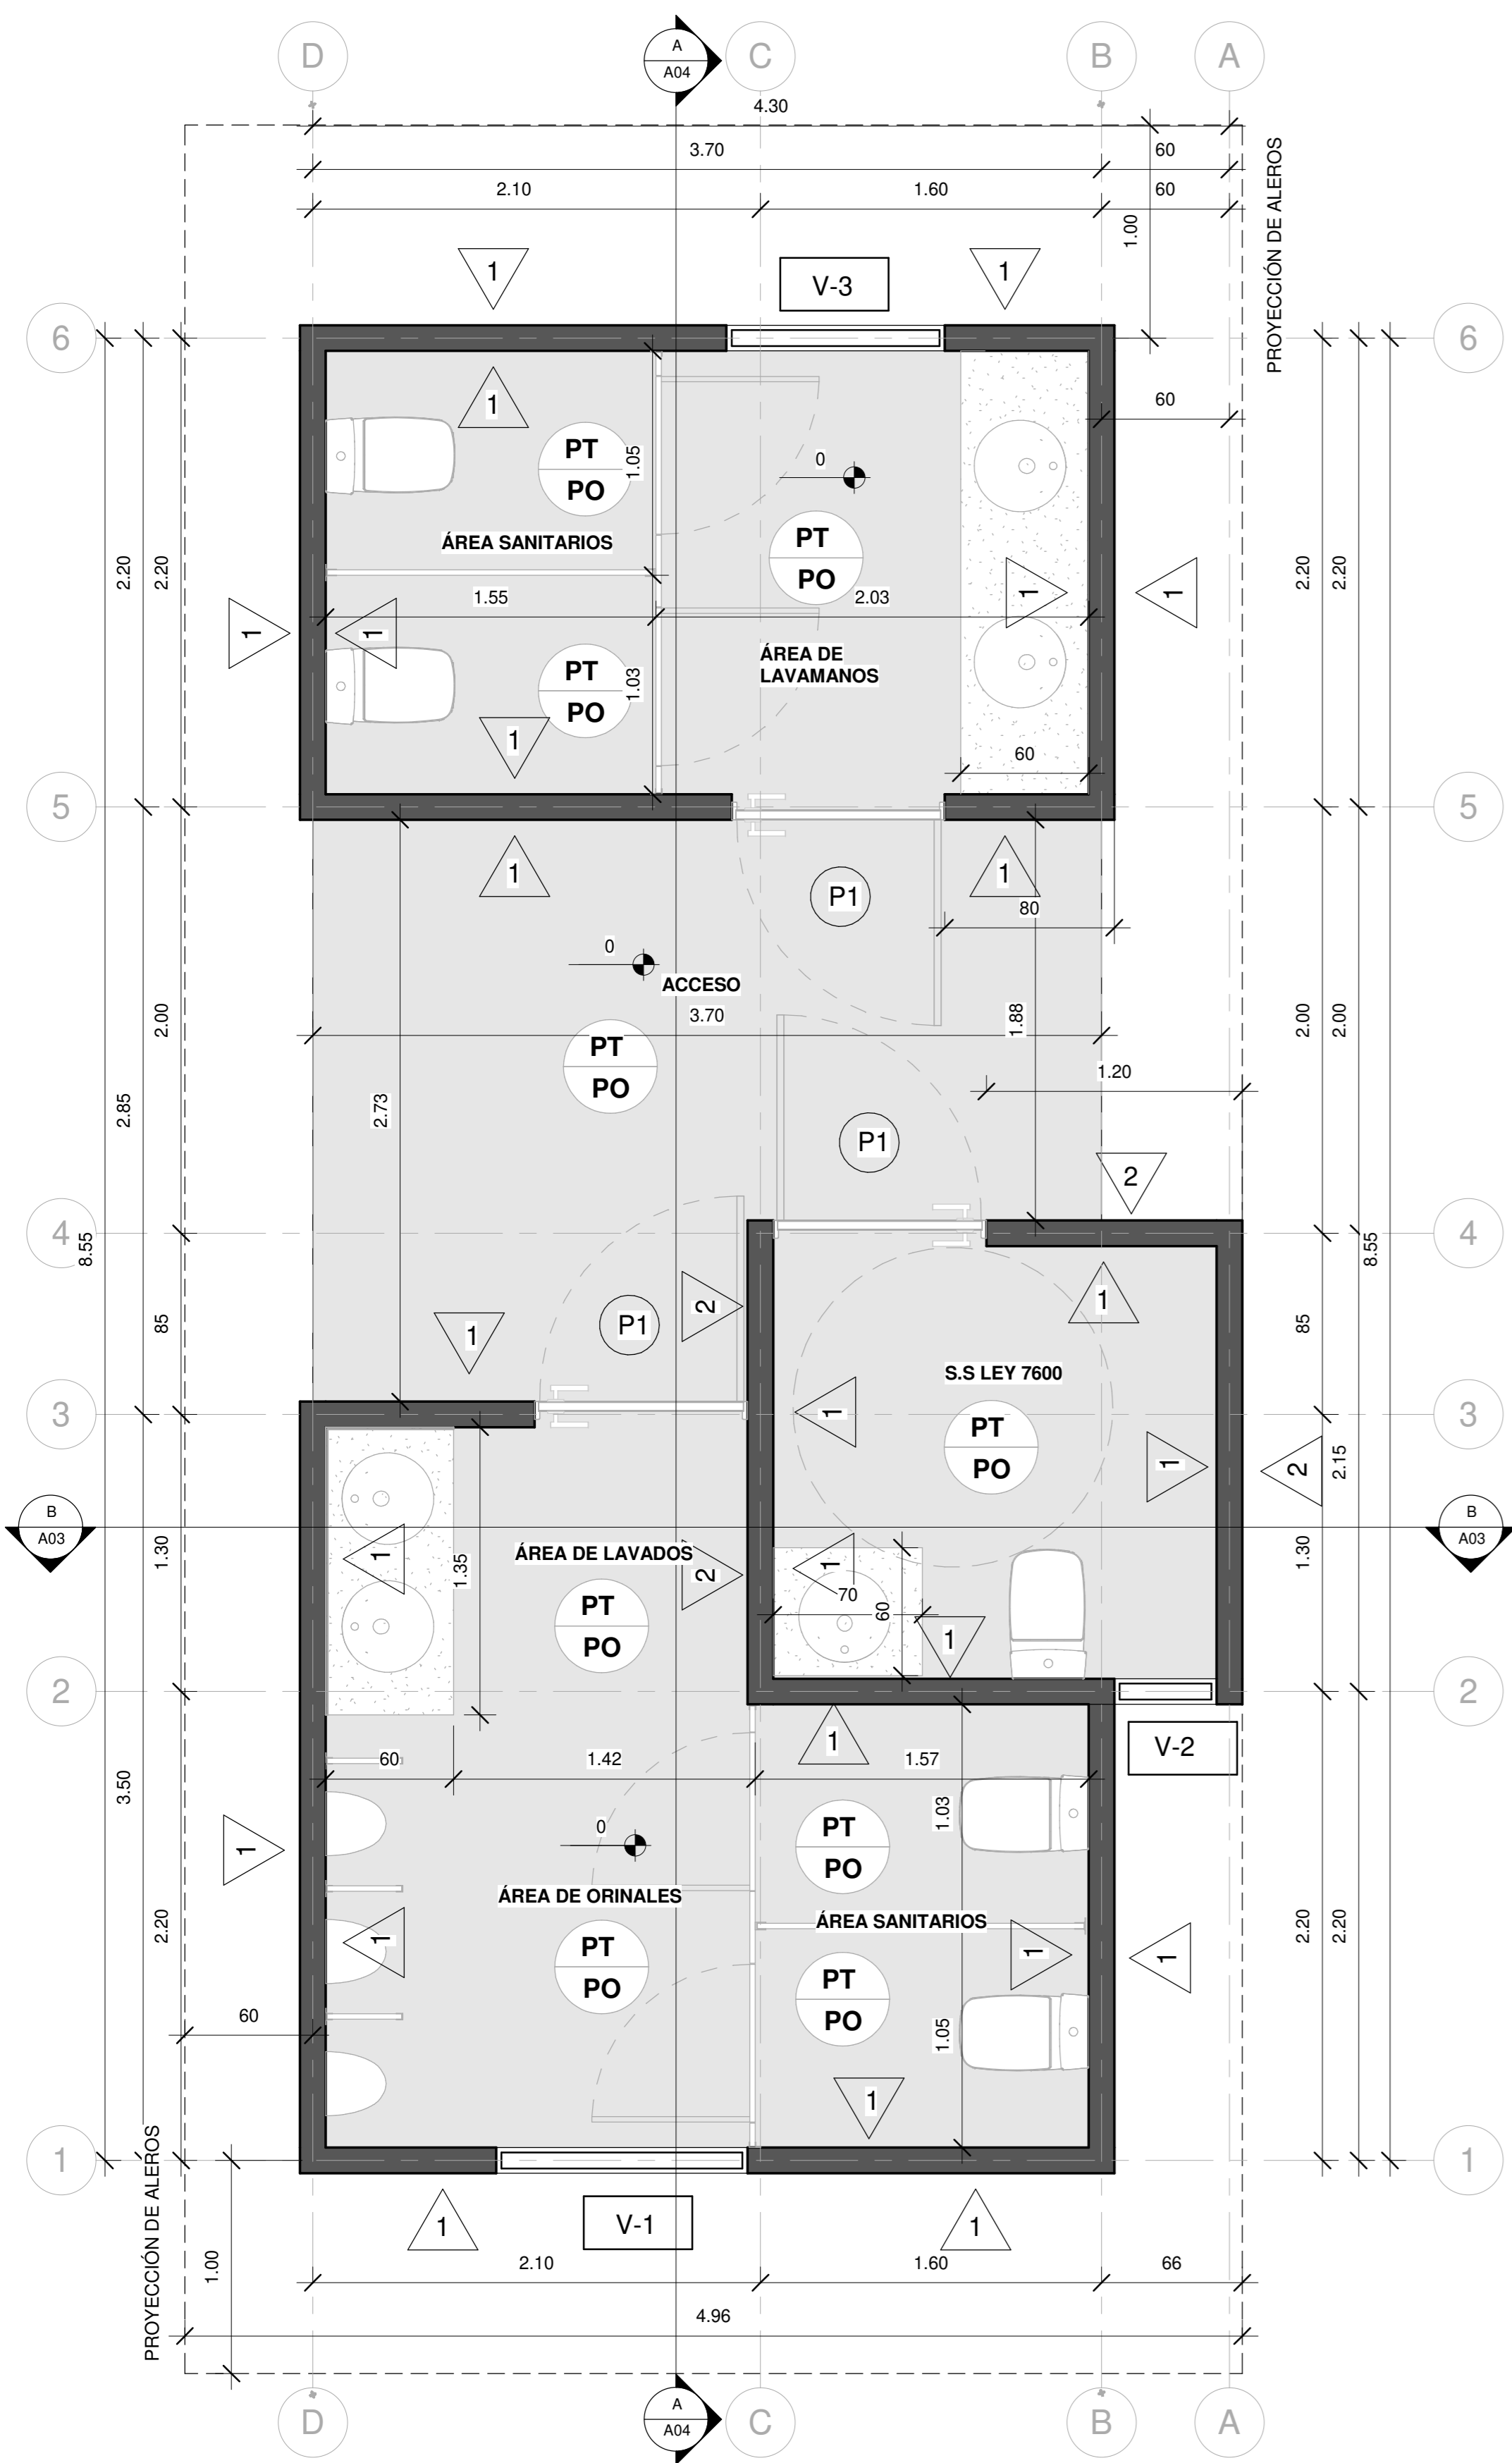 D
A
A04
C
B
A
4.30
3.70
60
2.10
1.60
60
1.00
PROYECCIÓN DE ALEROS
1
V-3
1
6
6
1
60
PT
PO
1.05
0
ÁREA SANITARIOS
PT
PO
2.20
2.20
2.20
2.20
1.55
2.03
1
1
1
1
ÁREA DE
LAVAMANOS
PT
PO
1.03
1
60
5
5
1
P1
1
80
0
ACCESO
3.70
1.88
2.00
2.00
2.00
PT
PO
1.20
2.85
2.73
P1
2
4
4
8.55
8.55
85
2
1
85
1
P1
S.S LEY 7600
3
1
3
PT
PO
1
2
2.15
B
A03
B
A03
1.30
1
1.35
ÁREA DE LAVADOS
2
1
1.30
70
60
PT
PO
1
2
2
60
1.42
1
1.57
V-2
3.50
1
0
PT
PO
1.03
ÁREA DE ORINALES
ÁREA SANITARIOS
2.20
1
PT
PO
1
1
2.20
2.20
PT
PO
60
1.05
1
1
1
PROYECCIÓN DE ALEROS
1
V-1
1
1.00
2.10
1.60
66
4.96
D
A
A04
C
B
A